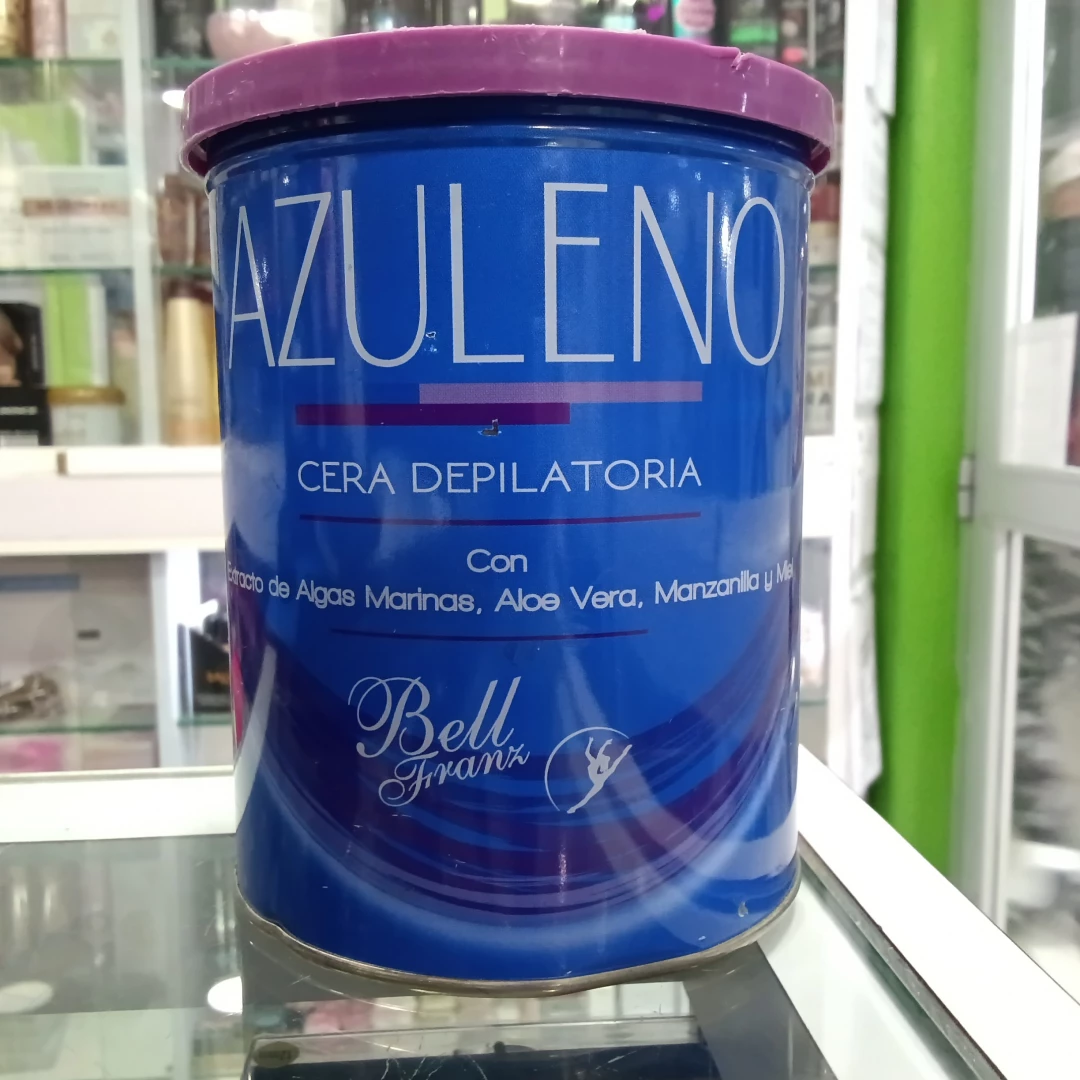 AZULENO
CERA DEPILATORIA
Con
Extracto de Algas Marinas, Aloe Vera, Manzanilla y Miel
Bell
Franz